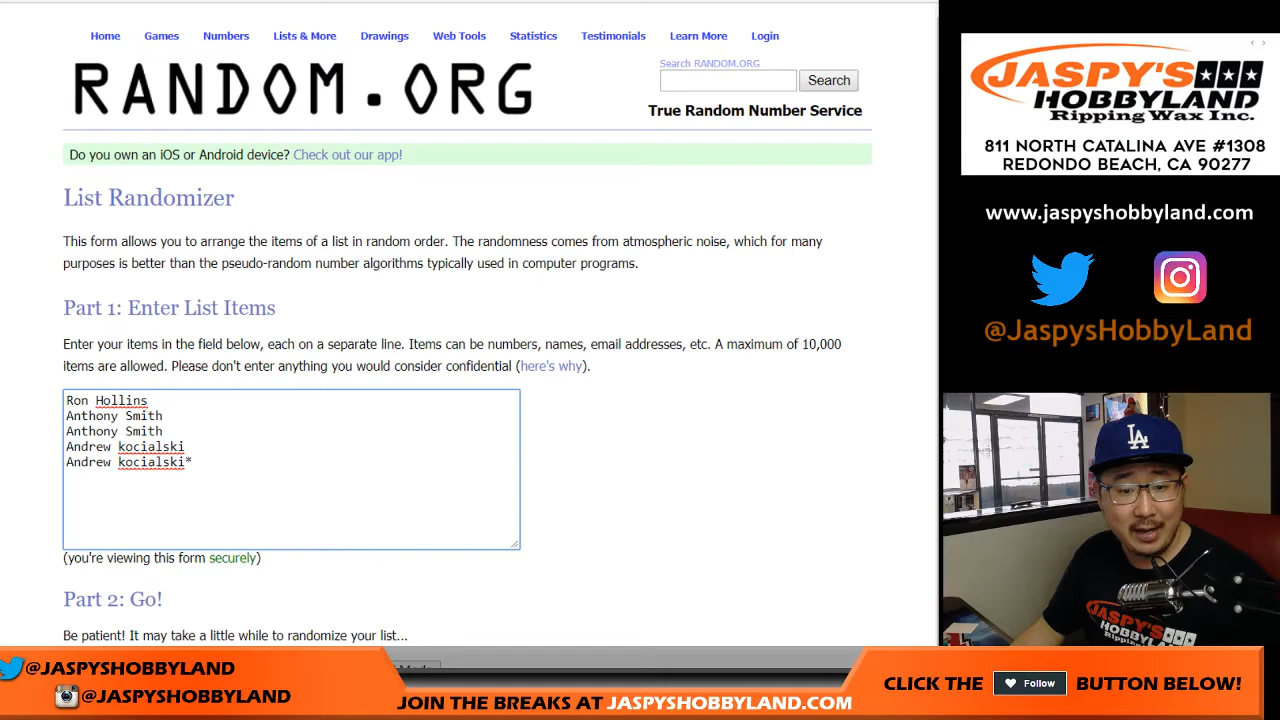 Home Games Numbers Lists & More Drawings Web Tools Statistics Testimonials Learn More Login
RANDOM.ORG
Search RANDOM.ORG
Search
True Random Number Service
Do you own an iOS or Android device? Check out our app!
List Randomizer
This form allows you to arrange the items of a list in random order. The randomness comes from atmospheric noise, which for many
purposes is better than the pseudo-random number algorithms typically used in computer programs.
Part 1: Enter List Items
Enter your items in the field below, each on a separate line. Items can be numbers, names, email addresses, etc. A maximum of 10,000
items are allowed. Please don't enter anything you would consider confidential (here's why).
Ron Hollins
Anthony Smith
Anthony Smith
Andrew kocialski
Andrew kocialski*
(you're viewing this form securely)
Part 2: Go!
Be patient! It may take a little while to randomize your list...
JASPY'S
HOBBYLAND
Ripping Wax Inc.
811 NORTH CATALINA AVE #1308
REDONDO BEACH, CA 90277
www.jaspyshobbyland.com
@JaspysHobbyLand
LA
JASPY'S
HOBBYLAND
@JASPYSHOBBYLAND
@JASPYSHOBBYLAND
JOIN THE BREAKS AT JASPYSHOBBYLAND.COM
CLICK THE Follow BUTTON BELOW!